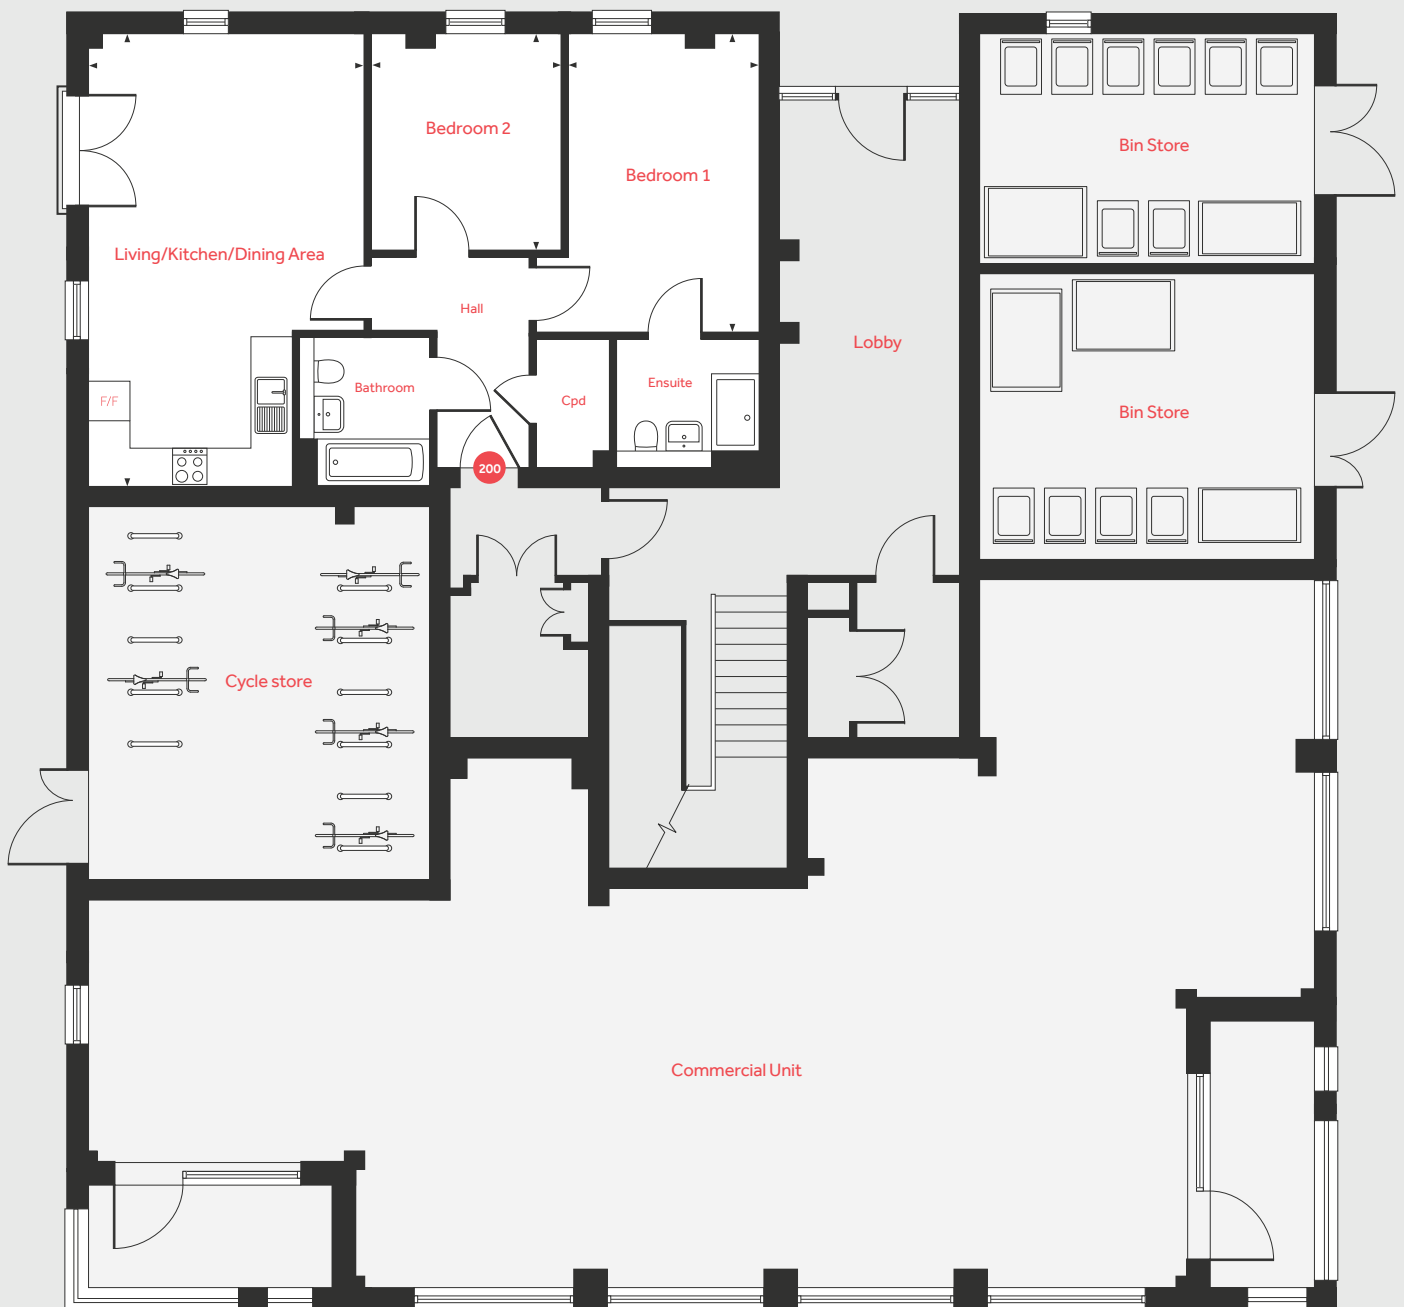 Bedroom 2
Bedroom 1
Bin Store
Living/Kitchen/Dining Area
Hall
Lobby
Bathroom
Ensuite
F/F
Cpd
Bin Store
200
Cycle store
Commercial Unit